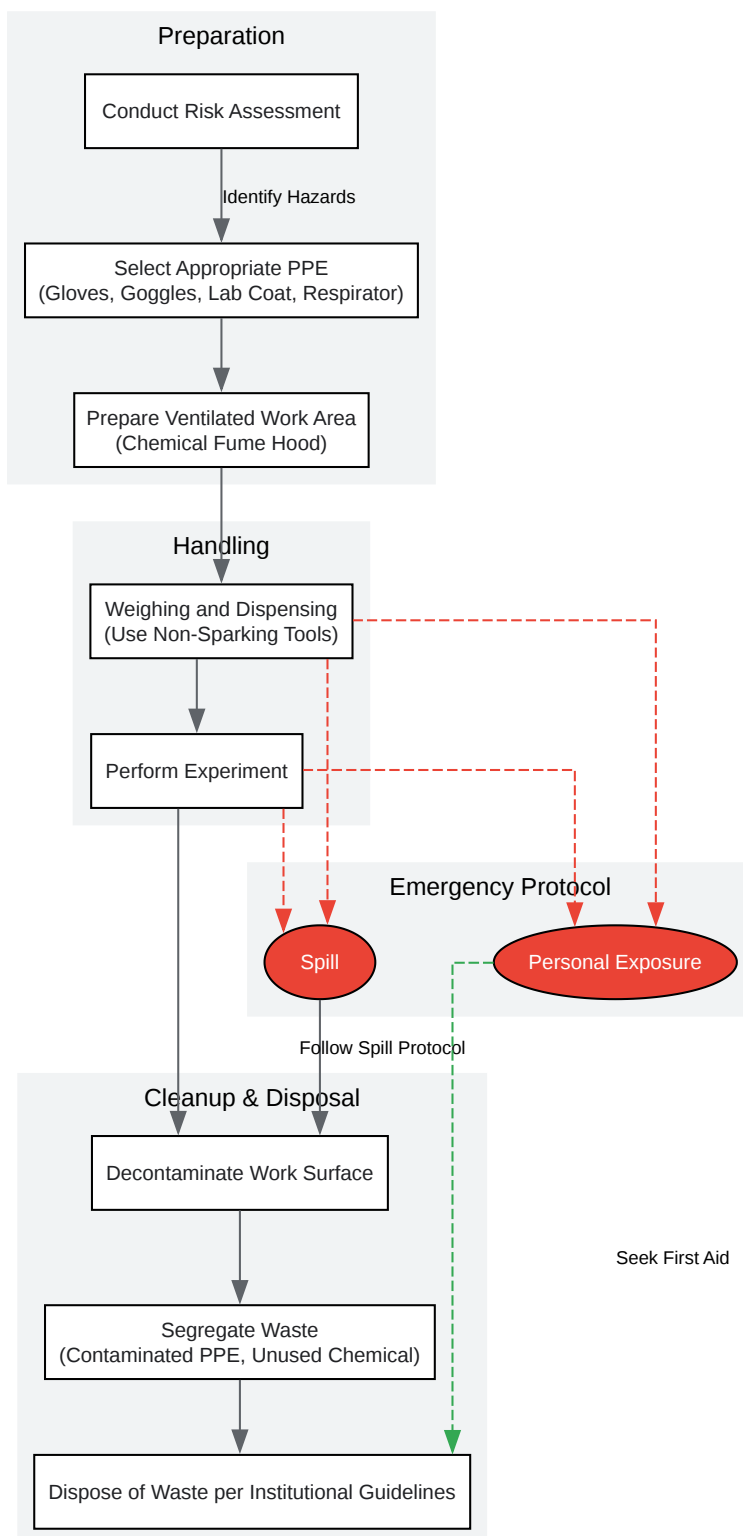 Preparation
Conduct Risk Assessment
Identify Hazards
Select Appropriate PPE
(Gloves, Goggles, Lab Coat, Respirator)
Prepare Ventilated Work Area
(Chemical Fume Hood)
Handling
Weighing and Dispensing
(Use Non-Sparking Tools)
Perform Experiment
Emergency Protocol
Spill
Personal Exposure
Follow Spill Protocol
Cleanup & Disposal
Decontaminate Work Surface
Seek First Aid
Segregate Waste
(Contaminated PPE, Unused Chemical)
Dispose of Waste per Institutional Guidelines